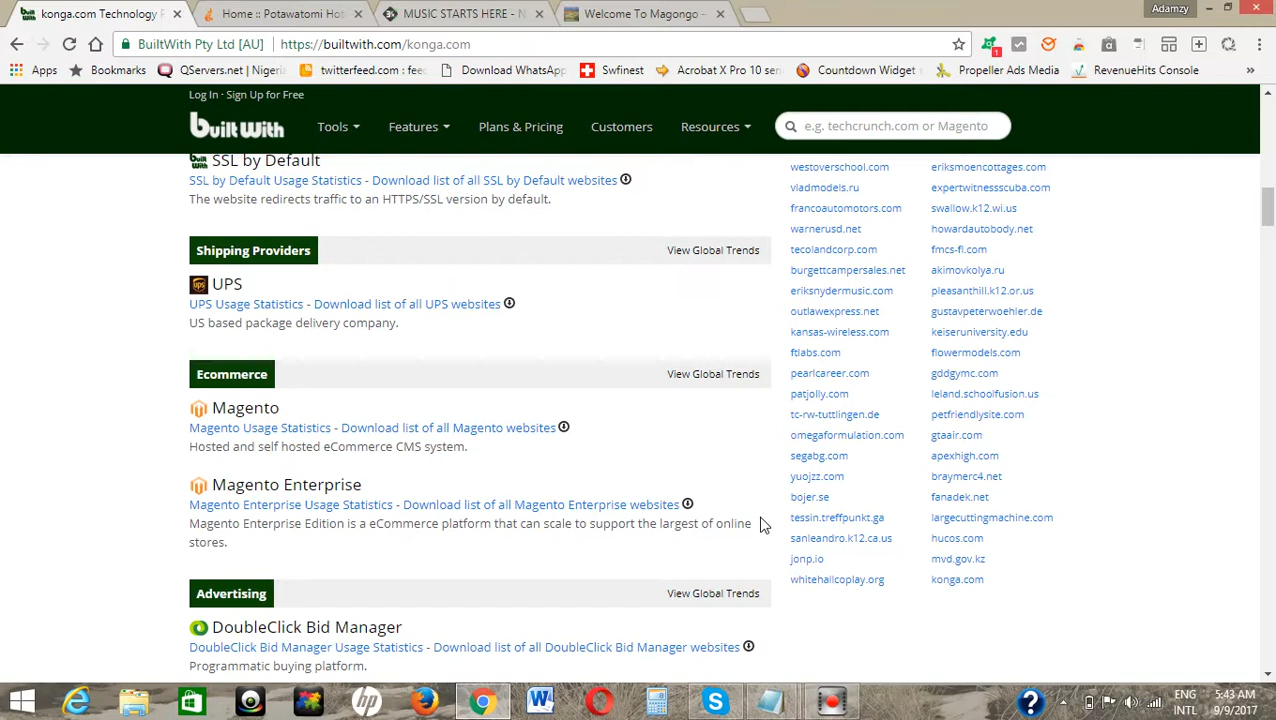 konga.com Technology P
Home :: Potawatomi Hot
MUSIC STARTS HERE - N
Welcome To Magongo –
Adamzy
BuiltWith Pty Ltd [AU]
https://builtwith.com/konga.com
Apps
Bookmarks
QServers.net | Nigeria
twitterfeed.com : feed
Download WhatsApp
Swfinest
Acrobat X Pro 10 seri
Countdown Widget
Propeller Ads Media
RevenueHits Console
Log In · Sign Up for Free
built with
Tools
Features
Plans & Pricing
Customers
Resources
e.g. techcrunch.com or Magento
SSL by Default
SSL by Default Usage Statistics - Download list of all SSL by Default websites
The website redirects traffic to an HTTPS/SSL version by default.
Shipping Providers
View Global Trends
UPS
UPS Usage Statistics - Download list of all UPS websites
US based package delivery company.
Ecommerce
View Global Trends
Magento
Magento Usage Statistics - Download list of all Magento websites
Hosted and self hosted eCommerce CMS system.
Magento Enterprise
Magento Enterprise Usage Statistics - Download list of all Magento Enterprise websites
Magento Enterprise Edition is a eCommerce platform that can scale to support the largest of online
stores.
Advertising
View Global Trends
DoubleClick Bid Manager
DoubleClick Bid Manager Usage Statistics - Download list of all DoubleClick Bid Manager websites
Programmatic buying platform.
westoverschool.com
eriksmoencottages.com
vladmodels.ru
expertwitnessscuba.com
francoautomotors.com
swallow.k12.wi.us
warnerusd.net
howardautobody.net
tecolandcorp.com
fmcs-fl.com
burgettcampersales.net
akimovkolya.ru
eriksnydermusic.com
pleasanthill.k12.or.us
outlawexpress.net
gustavpeterwoehler.de
kansas-wireless.com
keiseruniversity.edu
ftlabs.com
flowermodels.com
pearlcareer.com
gddgymc.com
patjolly.com
leland.schoolfusion.us
tc-rw-tuttlingen.de
petfriendlysite.com
omegaformulation.com
gtaair.com
segabg.com
apexhigh.com
yuojzz.com
braymerc4.net
bojer.se
fanadek.net
tessin.treffpunkt.ga
largecuttingmachine.com
sanleandro.k12.ca.us
hucos.com
jonp.io
mvd.gov.kz
whitehallcoplay.org
konga.com
ENG
INTL
5:43 AM
9/9/2017